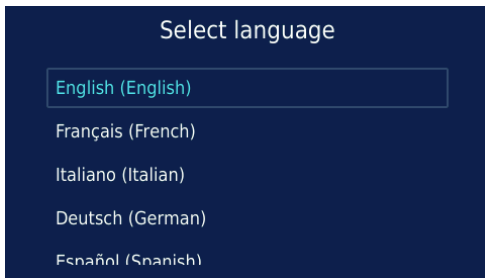 Select language
English (English)
Français (French)
Italiano (Italian)
Deutsch (German)
Español (Spanish)